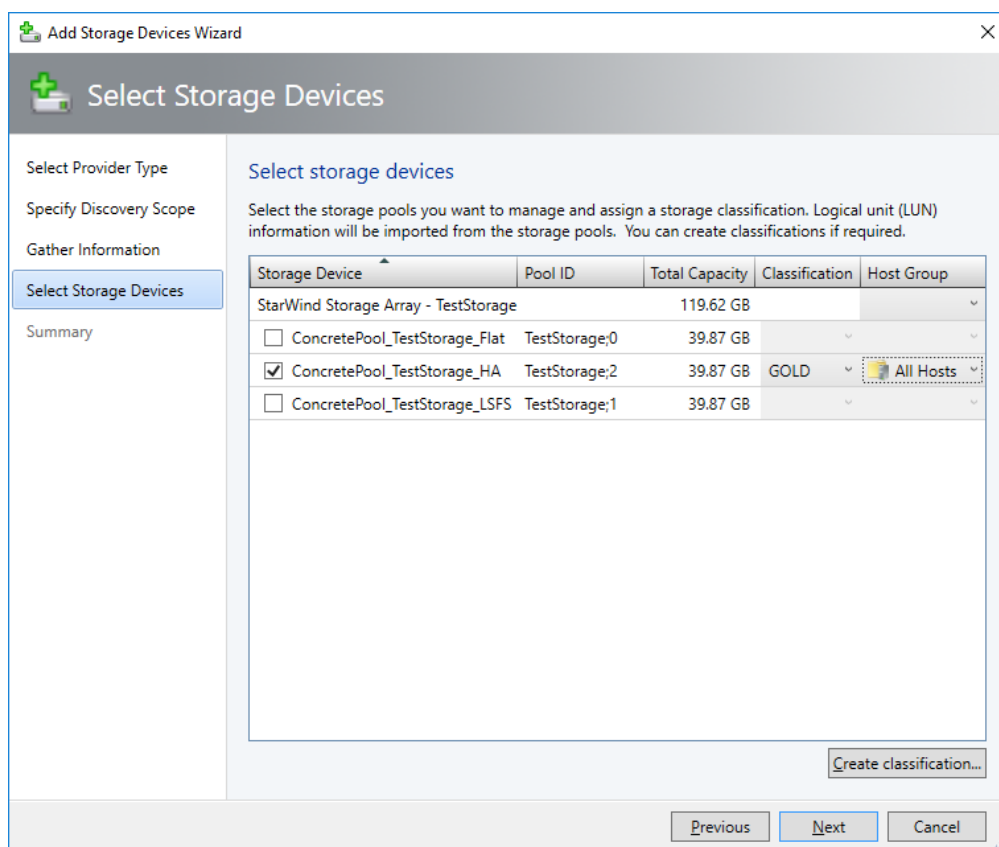 Add Storage Devices Wizard
Select Storage Devices
Select Provider Type
Specify Discovery Scope
Gather Information
Select Storage Devices
Summary
Select storage devices
Select the storage pools you want to manage and assign a storage classification. Logical unit (LUN)
information will be imported from the storage pools.  You can create classifications if required.
Storage Device Pool ID Total Capacity Classification Host Group
StarWind Storage Array - TestStorage 119.62 GB
ConcretePool_TestStorage_Flat TestStorage;0 39.87 GB
ConcretePool_TestStorage_HA TestStorage;2 39.87 GB GOLD All Hosts
ConcretePool_TestStorage_LSFS TestStorage;1 39.87 GB
Create classification...
Previous Next Cancel